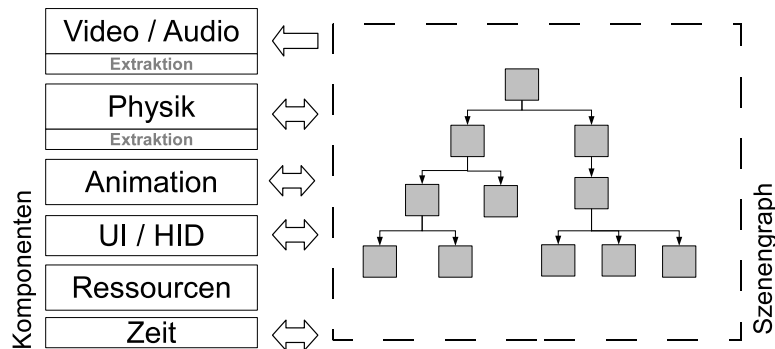 Video / Audio
Extraktion
Physik
Extraktion
Animation
UI / HID
Ressourcen
Zeit
Komponenten
Szenengraph